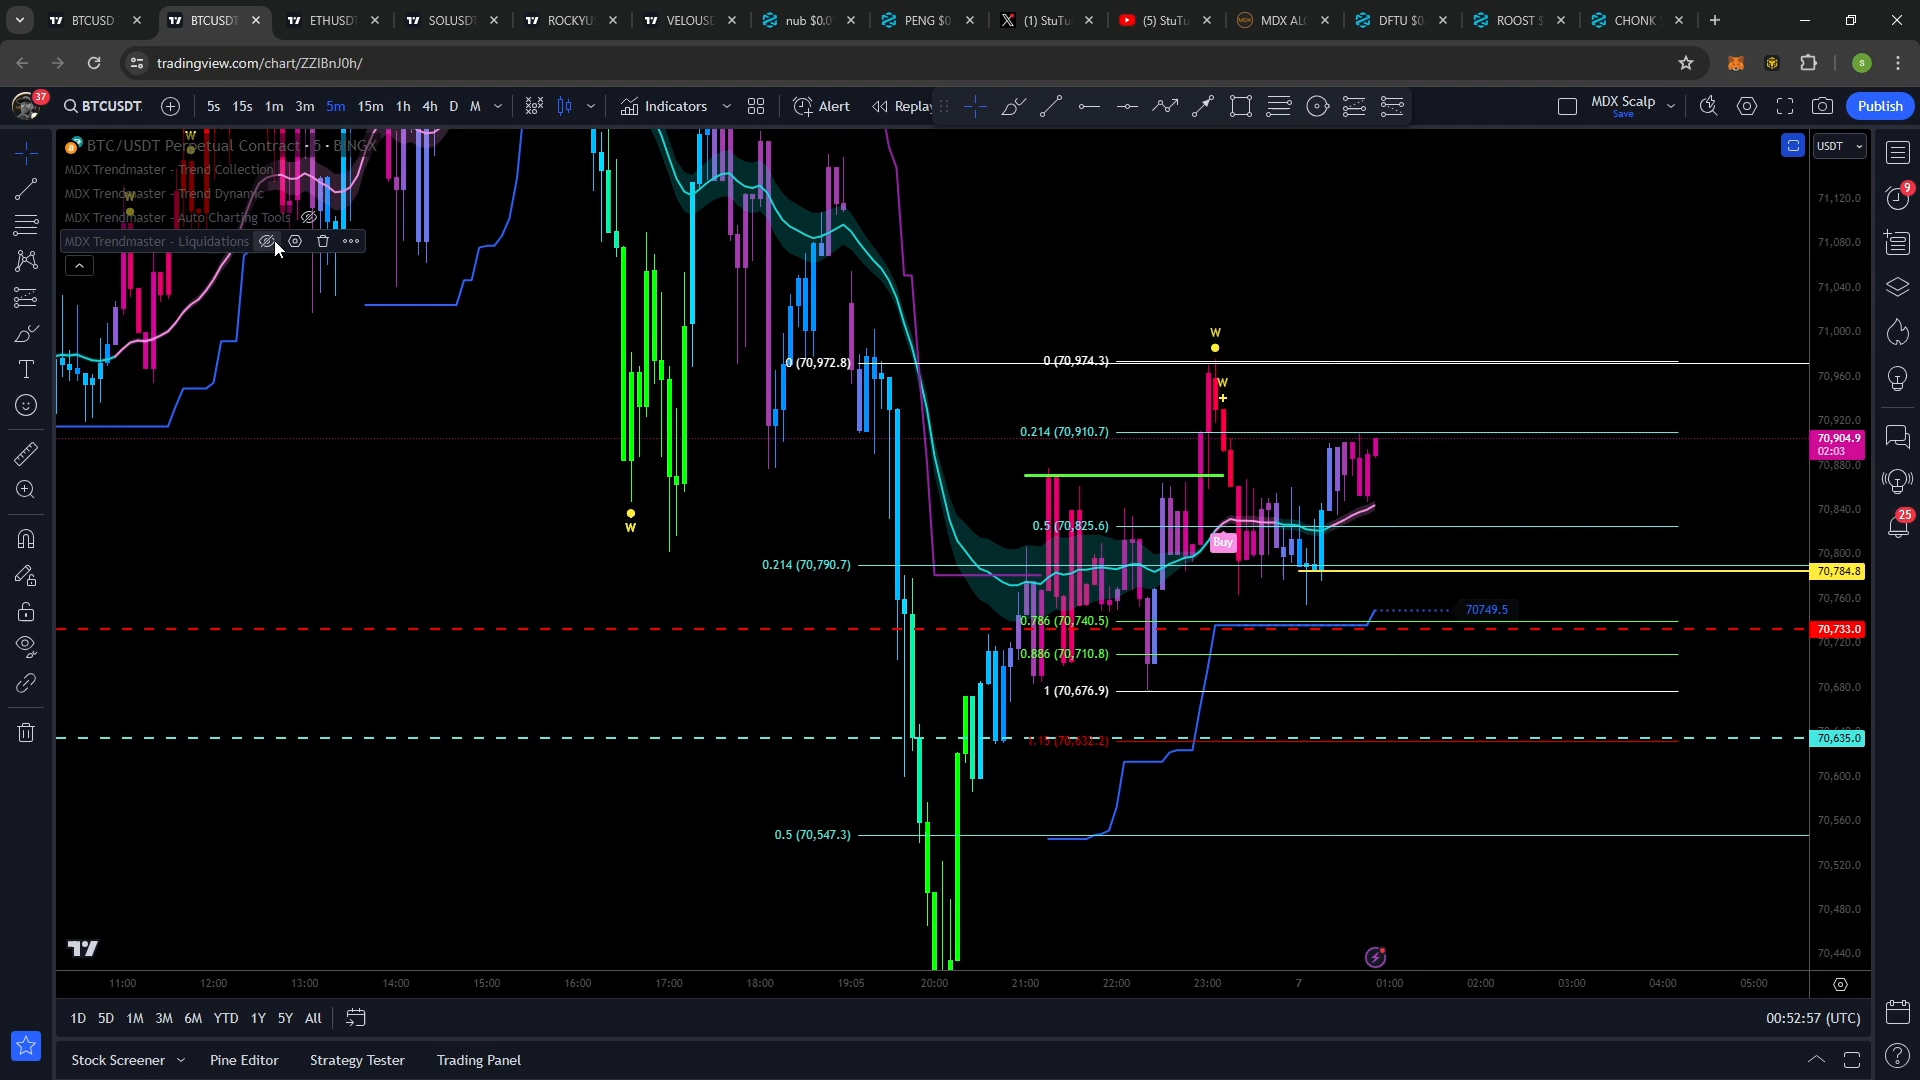 BTCUSD
BTCUSDT
ETHUSDT
SOLUSDT
ROCKYU
VELOUSD
nub $0.0
PENG $0
(1) StuTu
(5) StuTu
MDX ALG
DFTU $0.
ROOST $
CHONK
tradingview.com/chart/ZZIBnJ0h/
S
37
BTCUSDT.
5s 15s 1m 3m 5m 15m 1h 4h D M
Indicators
Alert
Replay
MDX Scalp
Save
Publish
BTC/USDT Perpetual Contract · 5 · BINGX
MDX Trendmaster - Trend Collection
MDX Trendmaster - Trend Dynamic
MDX Trendmaster - Auto Charting Tools
MDX Trendmaster - Liquidations
USDT
W
W
W
W
W
Buy
0 (70,972.8)
0 (70,974.3)
0.214 (70,910.7)
0.5 (70,825.6)
0.214 (70,790.7)
0.786 (70,740.5)
0.886 (70,710.8)
1 (70,676.9)
1.13 (70,632.2)
0.5 (70,547.3)
70749.5
71,120.0
71,080.0
71,040.0
71,000.0
70,960.0
70,920.0
70,904.9
02:03
70,880.0
70,840.0
70,800.0
70,784.8
70,760.0
70,733.0
70,720.0
70,680.0
70,635.0
70,600.0
70,560.0
70,520.0
70,480.0
70,440.0
9
25
11:00 12:00 13:00 14:00 15:00 16:00 17:00 18:00 19:05 20:00 21:00 22:00 23:00 7 01:00 02:00 03:00 04:00 05:00
1D 5D 1M 3M 6M YTD 1Y 5Y All
00:52:57 (UTC)
Stock Screener
Pine Editor
Strategy Tester
Trading Panel